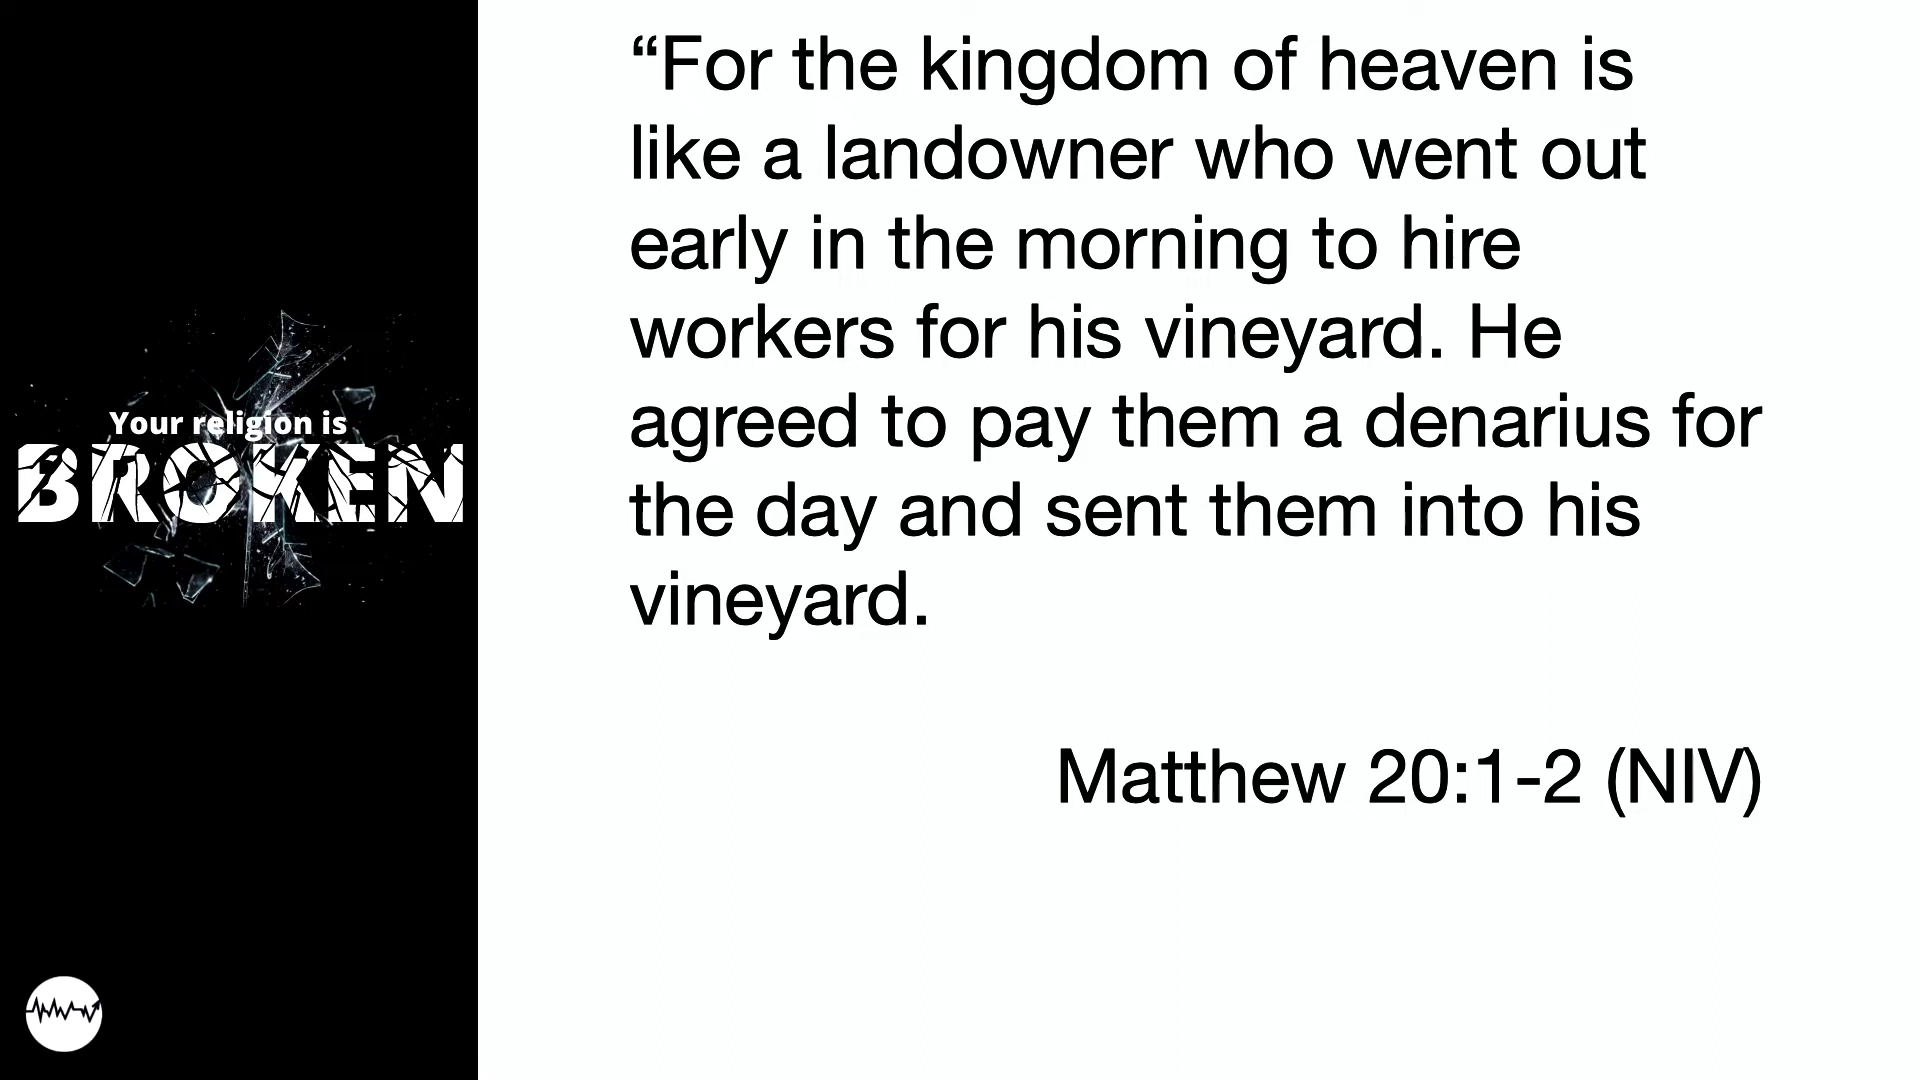 Your religion is
BROKEN
“For the kingdom of heaven is
like a landowner who went out
early in the morning to hire
workers for his vineyard. He
agreed to pay them a denarius for
the day and sent them into his
vineyard.
Matthew 20:1-2 (NIV)